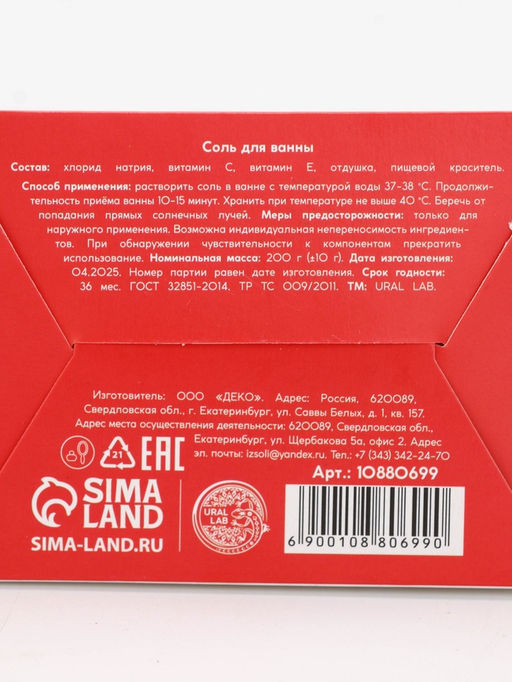 Соль для ванны
Состав: хлорид натрия, витамин С, витамин Е, отдушка, пищевой краситель.
Способ применения: растворить соль в ванне с температурой воды 37-38 °С. Продолжи-
тельность приёма ванны 10-15 минут. Хранить при температуре не выше 40 °С. Беречь от
попадания прямых солнечных лучей. Меры предосторожности: только для
наружного применения. Возможна индивидуальная непереносимость ингредиен-
тов. При обнаружении чувствительности к компонентам прекратить
использование. Номинальная масса: 200 г (±10 г). Дата изготовления:
04.2025. Номер партии равен дате изготовления. Срок годности:
36 мес. ГОСТ 32851-2014. ТР ТС 009/2011. ТМ: URAL LAB.
Изготовитель: ООО «ДЕКО». Адрес: Россия, 620089,
Свердловская обл., г. Екатеринбург, ул. Саввы Белых, д. 1, кв. 157.
Адрес места осуществления деятельности: 620089, Свердловская обл.,
Екатеринбург, ул. Щербакова 5а, офис 2. Адрес
эл. почты: izsoli@yandex.ru. Тел.: +7 (343) 342-24-70
21
EAC
Арт.: 10880699
SIMA
LAND
SIMA-LAND.RU
URAL
LAB
6 900108 806990